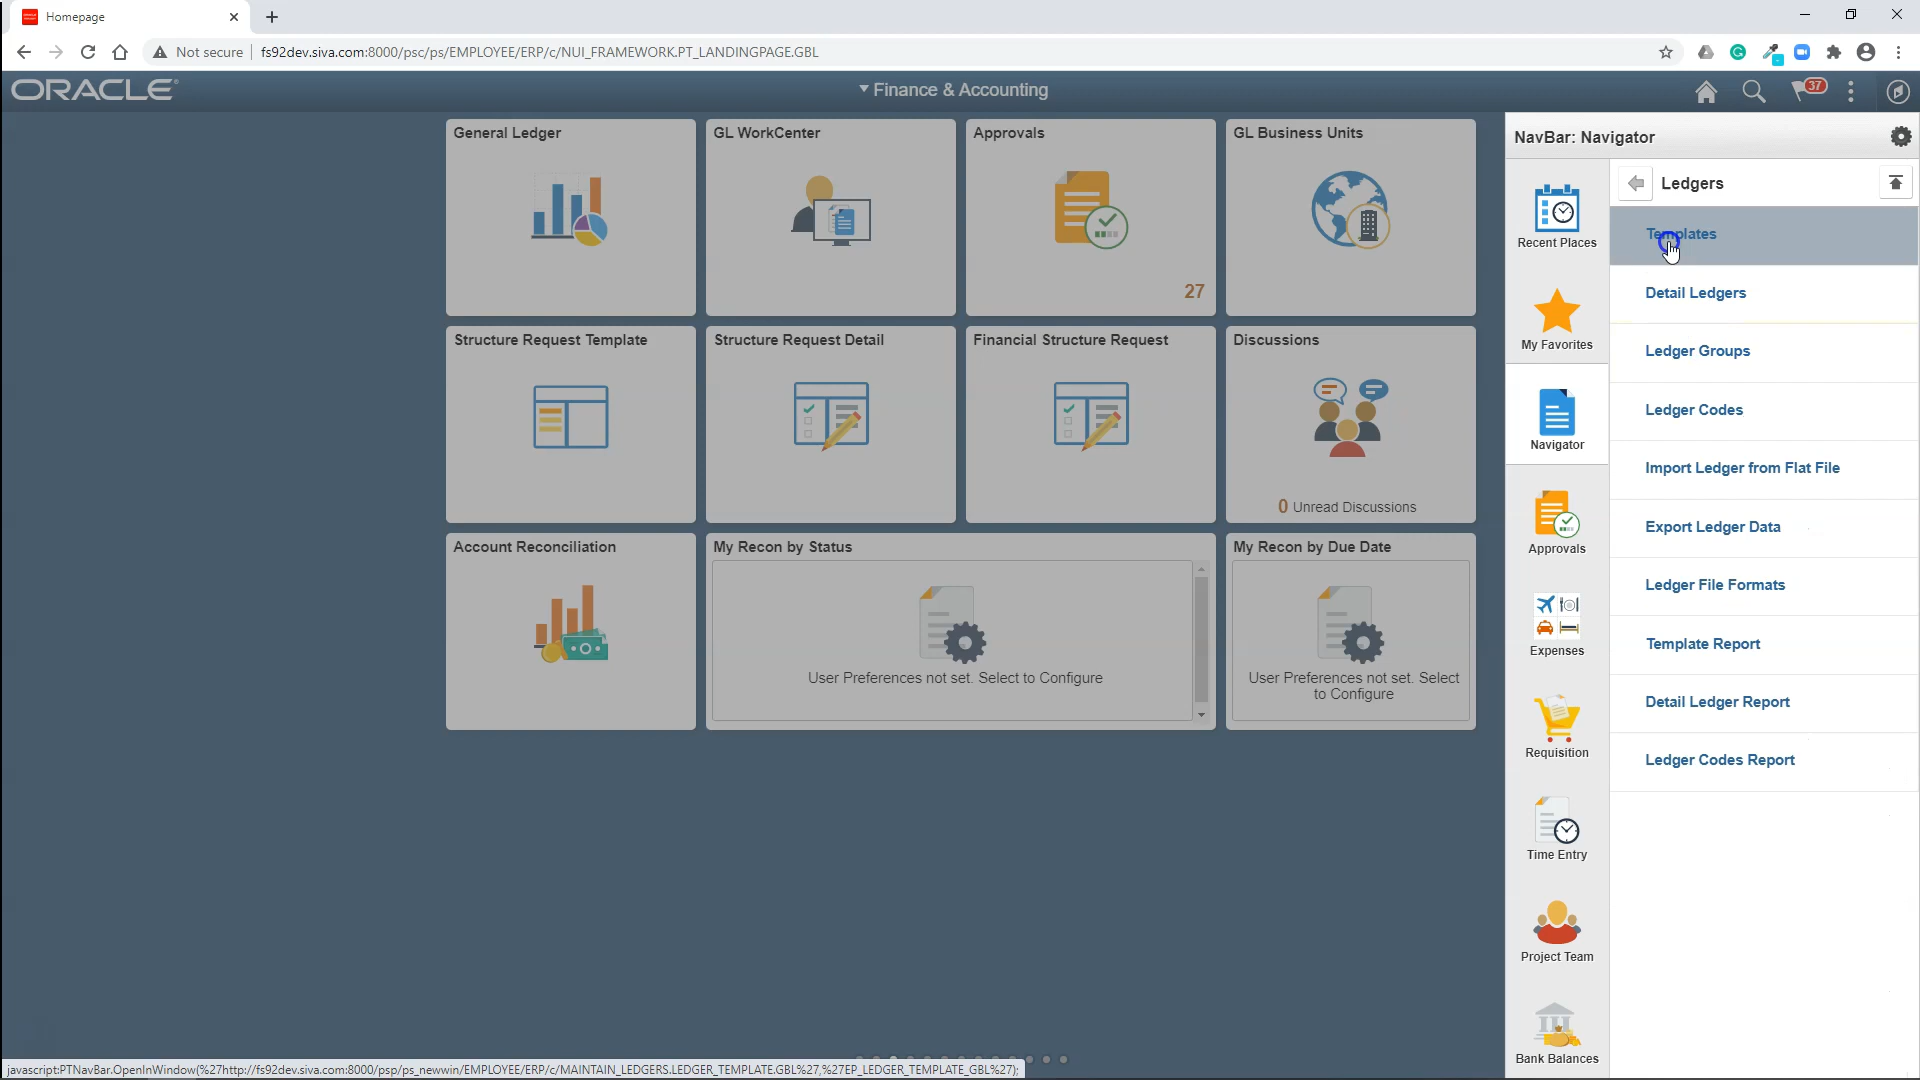 Homepage
Not secure
fs92dev.siva.com:8000/psc/ps/EMPLOYEE/ERP/c/NUI_FRAMEWORK.PT_LANDINGPAGE.GBL
ORACLE
Finance & Accounting
37
General Ledger
GL WorkCenter
Approvals
27
GL Business Units
Structure Request Template
Structure Request Detail
Financial Structure Request
Discussions
0 Unread Discussions
Account Reconciliation
My Recon by Status
User Preferences not set. Select to Configure
My Recon by Due Date
User Preferences not set. Select
to Configure
NavBar: Navigator
Recent Places
My Favorites
Navigator
Approvals
Expenses
Requisition
Time Entry
Project Team
Bank Balances
Ledgers
Templates
Detail Ledgers
Ledger Groups
Ledger Codes
Import Ledger from Flat File
Export Ledger Data
Ledger File Formats
Template Report
Detail Ledger Report
Ledger Codes Report
javascript:PTNavBar.OpenInWindow(%27http://fs92dev.siva.com:8000/psp/ps_newwin/EMPLOYEE/ERP/c/MAINTAIN_LEDGERS.LEDGER_TEMPLATE.GBL%27,%27EP_LEDGER_TEMPLATE_GBL%27);